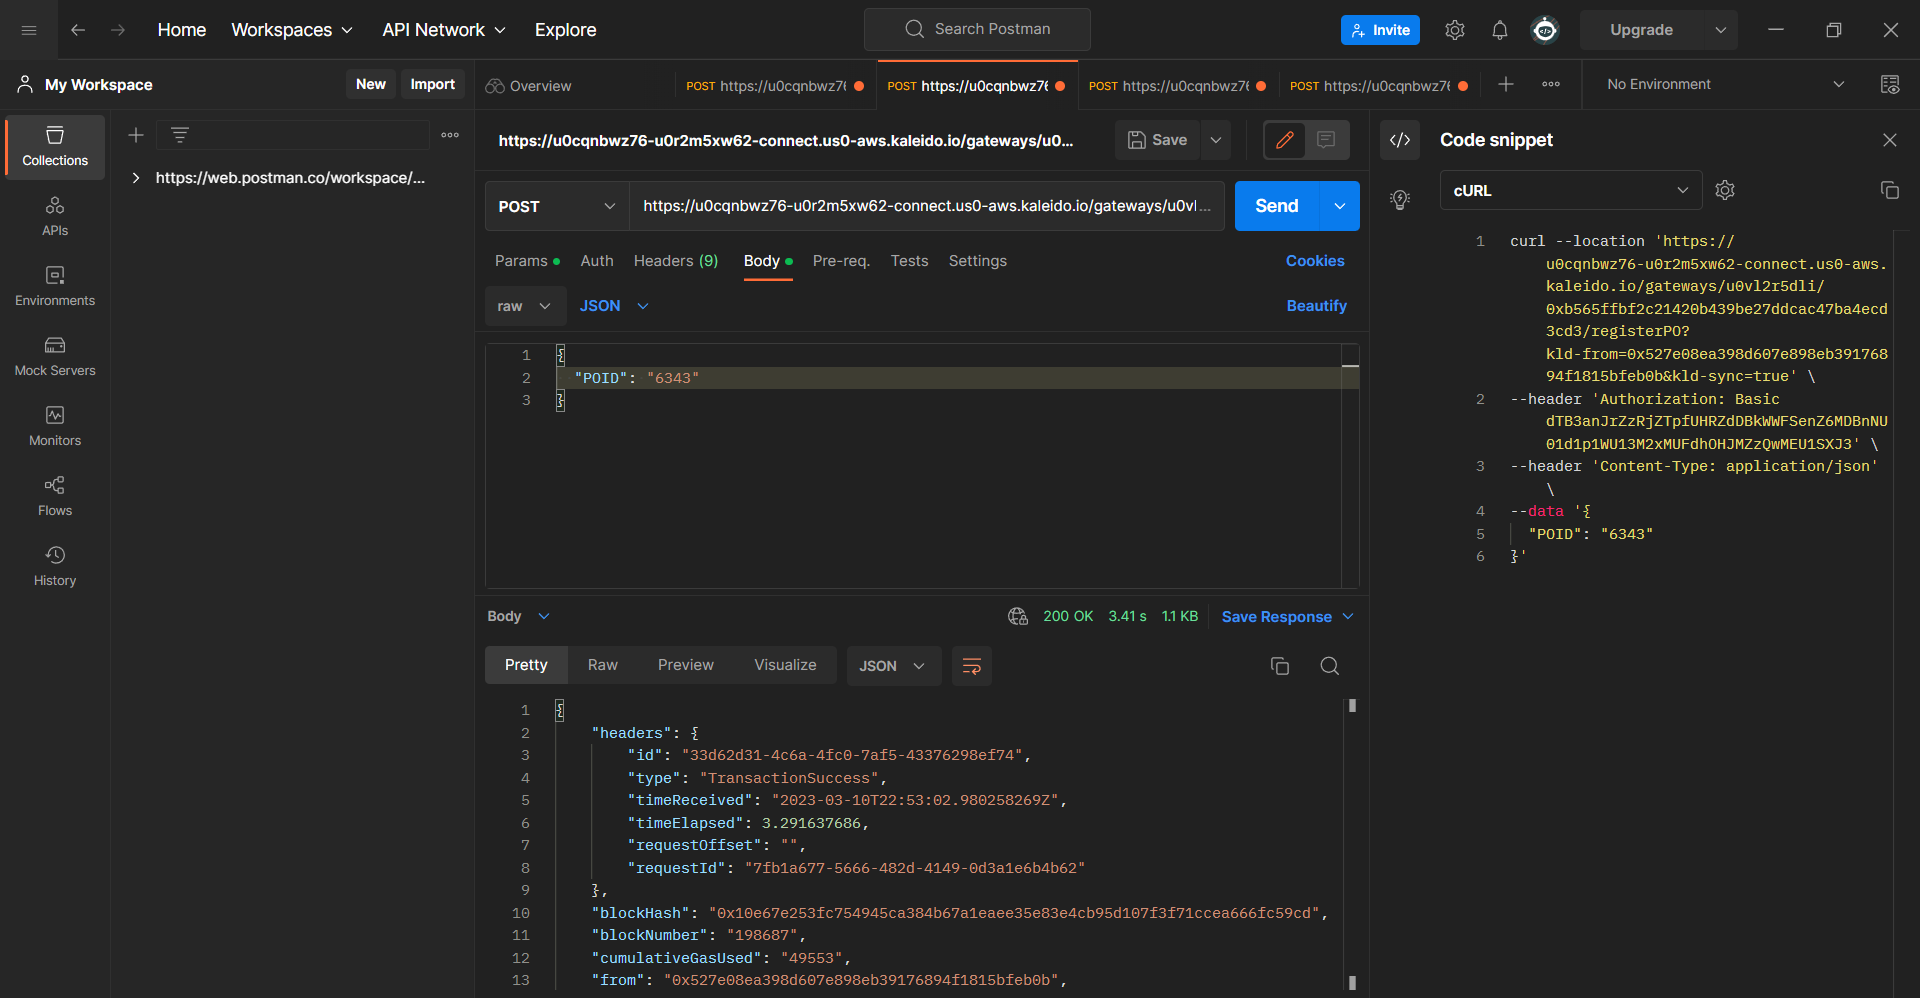 Home Workspaces API Network Explore Search Postman Invite Upgrade
My Workspace New Import
Overview POST https://u0cqnbwz76 POST https://u0cqnbwz76 POST https://u0cqnbwz76 POST https://u0cqnbwz76 No Environment
Collections
APIs
Environments
Mock Servers
Monitors
Flows
History
https://web.postman.co/workspace/...
https://u0cqnbwz76-u0r2m5xw62-connect.us0-aws.kaleido.io/gateways/u0... Save
POST https://u0cqnbwz76-u0r2m5xw62-connect.us0-aws.kaleido.io/gateways/u0vl... Send
Params Auth Headers (9) Body Pre-req. Tests Settings Cookies
raw JSON Beautify
1 {
2 "POID": "6343"
3 }
Body 200 OK 3.41 s 1.1 KB Save Response
Pretty Raw Preview Visualize JSON
1 {
2 "headers": {
3 "id": "33d62d31-4c6a-4fc0-7af5-43376298ef74",
4 "type": "TransactionSuccess",
5 "timeReceived": "2023-03-10T22:53:02.980258269Z",
6 "timeElapsed": 3.291637686,
7 "requestOffset": "",
8 "requestId": "7fb1a677-5666-482d-4149-0d3a1e6b4b62"
9 },
10 "blockHash": "0x10e67e253fc754945ca384b67a1eaee35e83e4cb95d107f3f71ccea666fc59cd",
11 "blockNumber": "198687",
12 "cumulativeGasUsed": "49553",
13 "from": "0x527e08ea398d607e898eb39176894f1815bfeb0b",
Code snippet
cURL
1 curl --location 'https://
u0cqnbwz76-u0r2m5xw62-connect.us0-aws.
kaleido.io/gateways/u0vl2r5dli/
0xb565ffbf2c21420b439be27ddcac47ba4ecd
3cd3/registerPO?
kld-from=0x527e08ea398d607e898eb391768
94f1815bfeb0b&kld-sync=true' \
2 --header 'Authorization: Basic
dTB3anJrZzRjZTpfUHRZdDBkWWFSenZ6MDBnNU
01d1p1WU13M2xMUFdhOHJMZzQwMEU1SXJ3' \
3 --header 'Content-Type: application/json'
\
4 --data '{
5 "POID": "6343"
6 }'